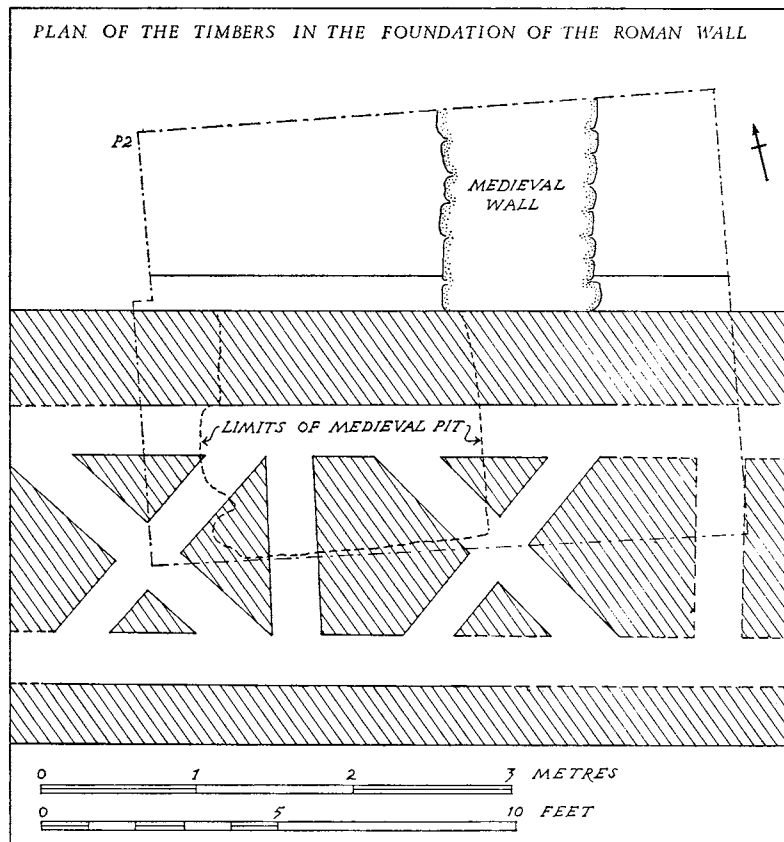 PLAN OF THE TIMBERS IN THE FOUNDATION OF THE ROMAN WALL
P2
MEDIEVAL
WALL
LIMITS OF MEDIEVAL PIT
0 1 2 3 METRES
0 5 10 FEET